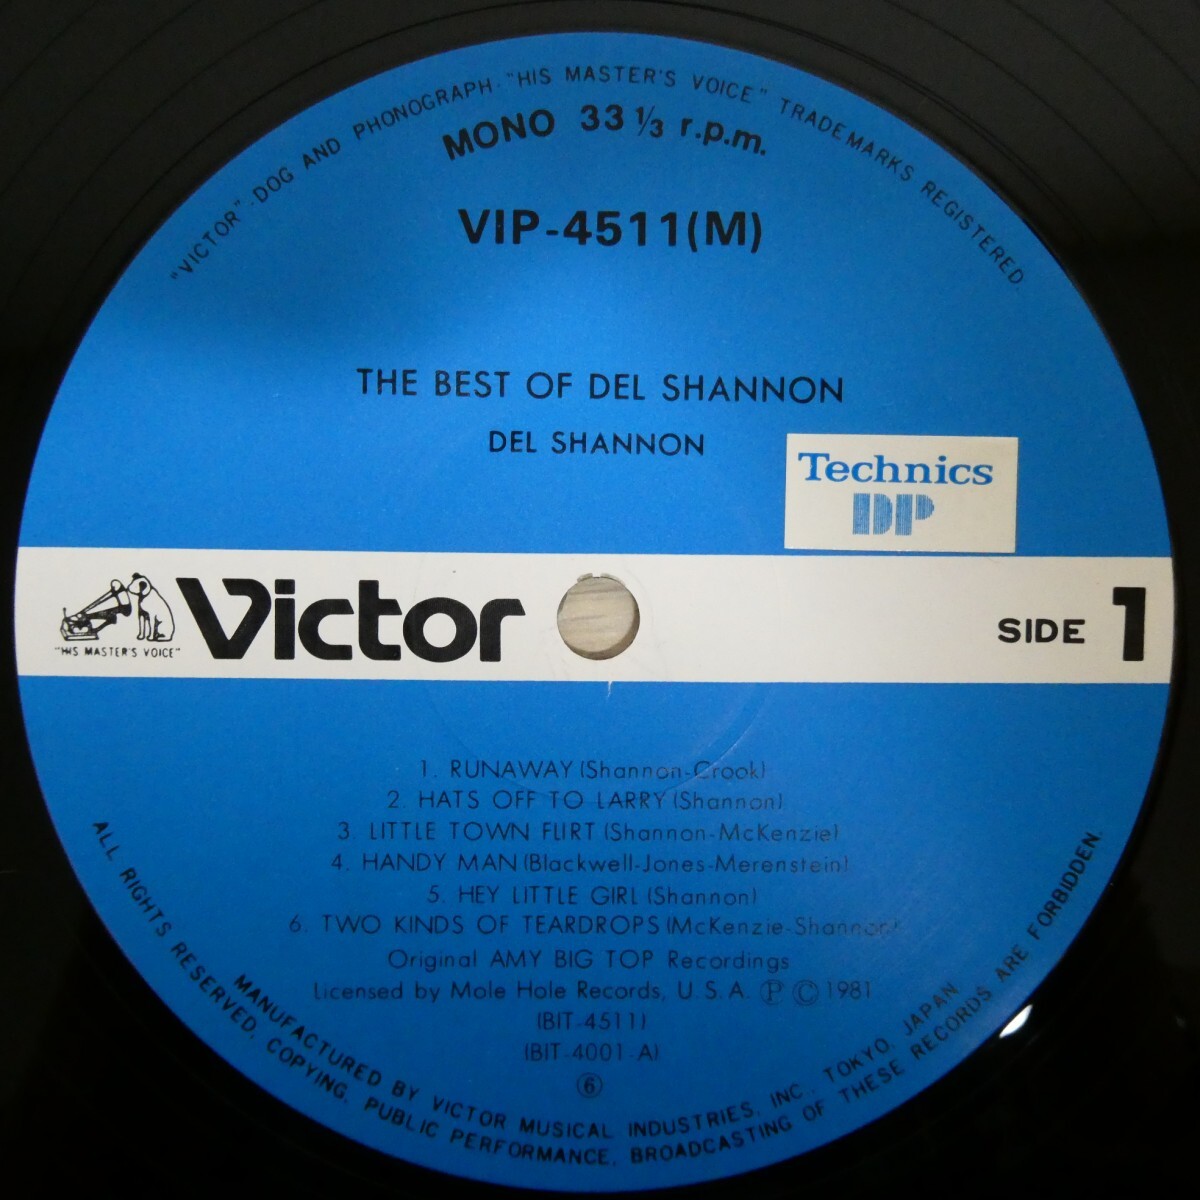 "VICTOR"·DOG AND PHONOGRAPH·"HIS MASTER'S VOICE" TRADEMARKS REGISTERED.
MONO 33 1/3 r.p.m.
VIP-4511(M)
THE BEST OF DEL SHANNON
DEL SHANNON
Technics
DP
"HIS MASTER'S VOICE"
Victor
SIDE 1
1. RUNAWAY (Shannon-Crook)
2. HATS OFF TO LARRY (Shannon)
3. LITTLE TOWN FLIRT (Shannon-McKenzie)
4. HANDY MAN (Blackwell-Jones-Merenstein)
5. HEY LITTLE GIRL (Shannon)
6. TWO KINDS OF TEARDROPS (McKenzie-Shannon)
Original AMY BIG TOP Recordings
Licensed by Mole Hole Records, U.S.A. Ⓟ Ⓒ 1981
(BIT-4511)
(BIT-4001-A)
⑥
MANUFACTURED BY VICTOR MUSICAL INDUSTRIES, INC., TOKYO, JAPAN.
ALL RIGHTS RESERVED. COPYING, PUBLIC PERFORMANCE, BROADCASTING OF THESE RECORDS ARE FORBIDDEN.